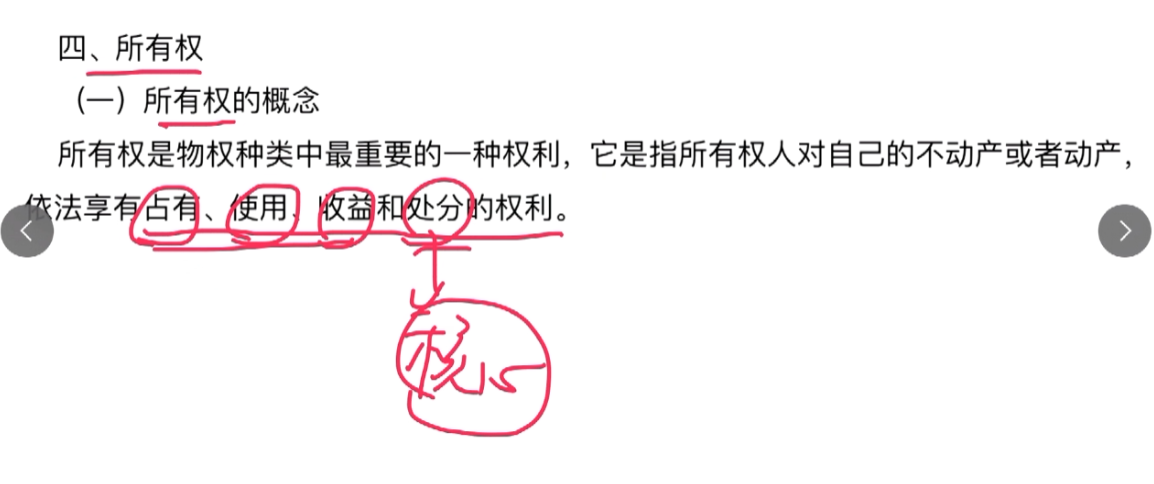 四、所有权
（一）所有权的概念
所有权是物权种类中最重要的一种权利，它是指所有权人对自己的不动产或者动产，
依法享有占有、使用、收益和处分的权利。
核心